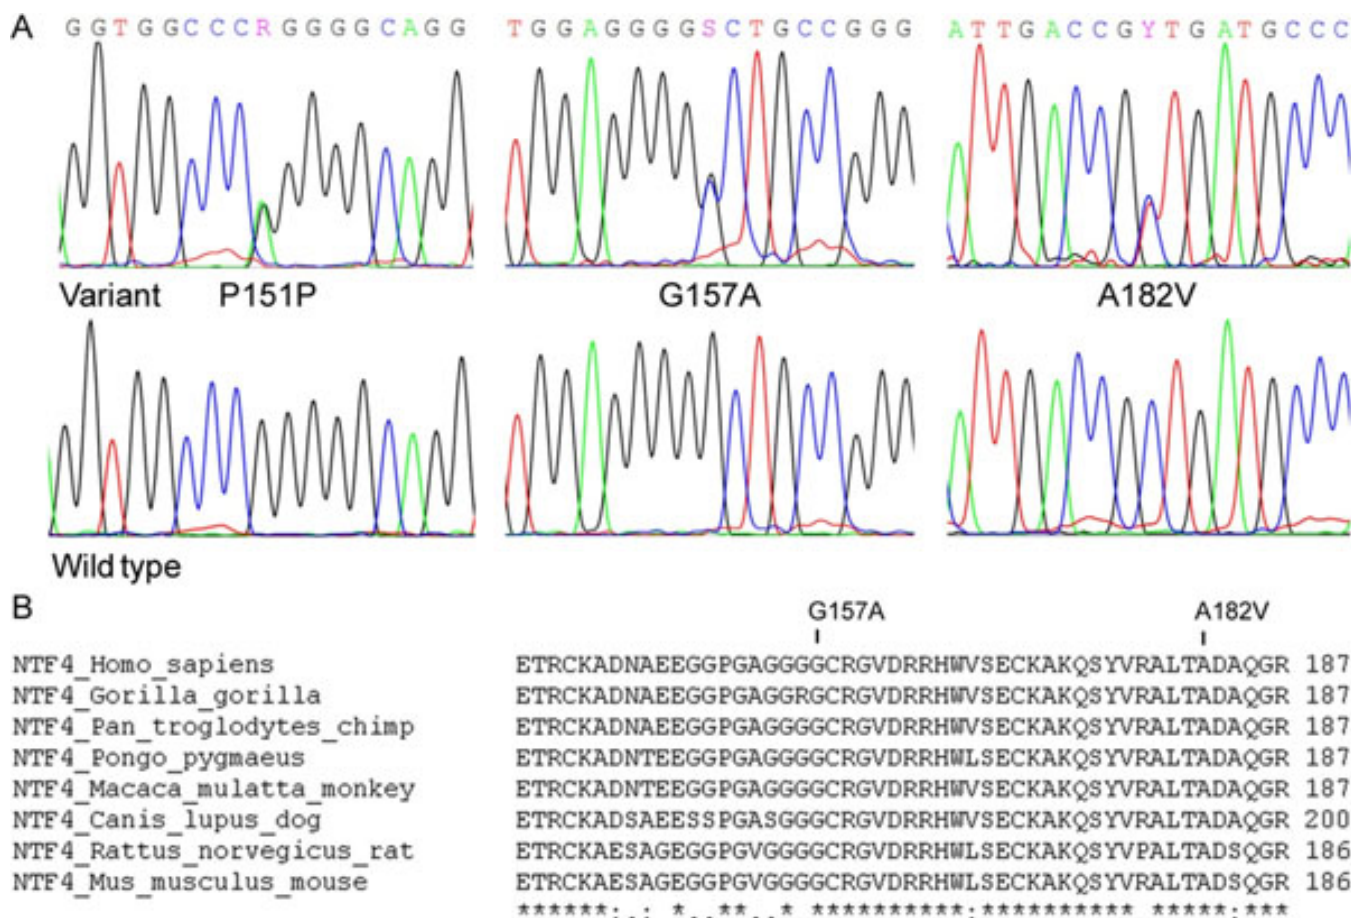 A
GGTGGCCCRGGGGCAGG TGGAGGGGSCTGCCGGG ATTGACCGYTGATGCCC
Variant P151P G157A A182V
Wild type
B
G157A A182V
NTF4_Homo_sapiens ETRCKADNAEEGGPGAGGGGCRGVDRRHWVSECKAKQSYVRALTADAQGR 187
NTF4_Gorilla_gorilla ETRCKADNAEEGGPGAGGRGCRGVDRRHWVSECKAKQSYVRALTADAQGR 187
NTF4_Pan_troglodytes_chimp ETRCKADNAEEGGPGAGGGGCRGVDRRHWVSECKAKQSYVRALTADAQGR 187
NTF4_Pongo_pygmaeus ETRCKADNTEEGGPGAGGGGCRGVDRRHWLSECKAKQSYVRALTADAQGR 187
NTF4_Macaca_mulatta_monkey ETRCKADNTEEGGPGAGGGGCRGVDRRHWVSECKAKQSYVRALTADAQGR 187
NTF4_Canis_lupus_dog ETRCKADSAEESSPGASGGGCRGVDRRHWVSECKAKQSYVRALTADAQGR 200
NTF4_Rattus_norvegicus_rat ETRCKAESAGEGGPGVGGGGCRGVDRRHWLSECKAKQSYVPALTADSQGR 186
NTF4_Mus_musculus_mouse ETRCKAESAGEGGPGVGGGGCRGVDRRHWLSECKAKQSYVRALTADSQGR 186